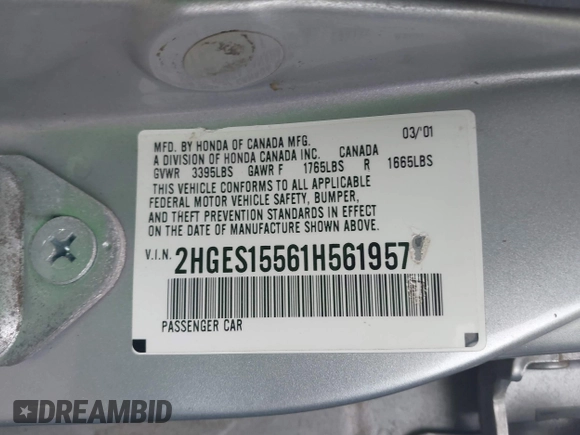 MFD. BY HONDA OF CANADA MFG. 03/'01
A DIVISION OF HONDA CANADA INC. CANADA
GVWR 3395LBS GAWR F 1765LBS R 1665LBS
THIS VEHICLE CONFORMS TO ALL APPLICABLE
FEDERAL MOTOR VEHICLE SAFETY, BUMPER,
AND THEFT PREVENTION STANDARDS IN EFFECT
ON THE DATE OF MANUFACTURE SHOWN ABOVE.
V.I.N. 2HGES15561H561957
PASSENGER CAR
DREAMBID